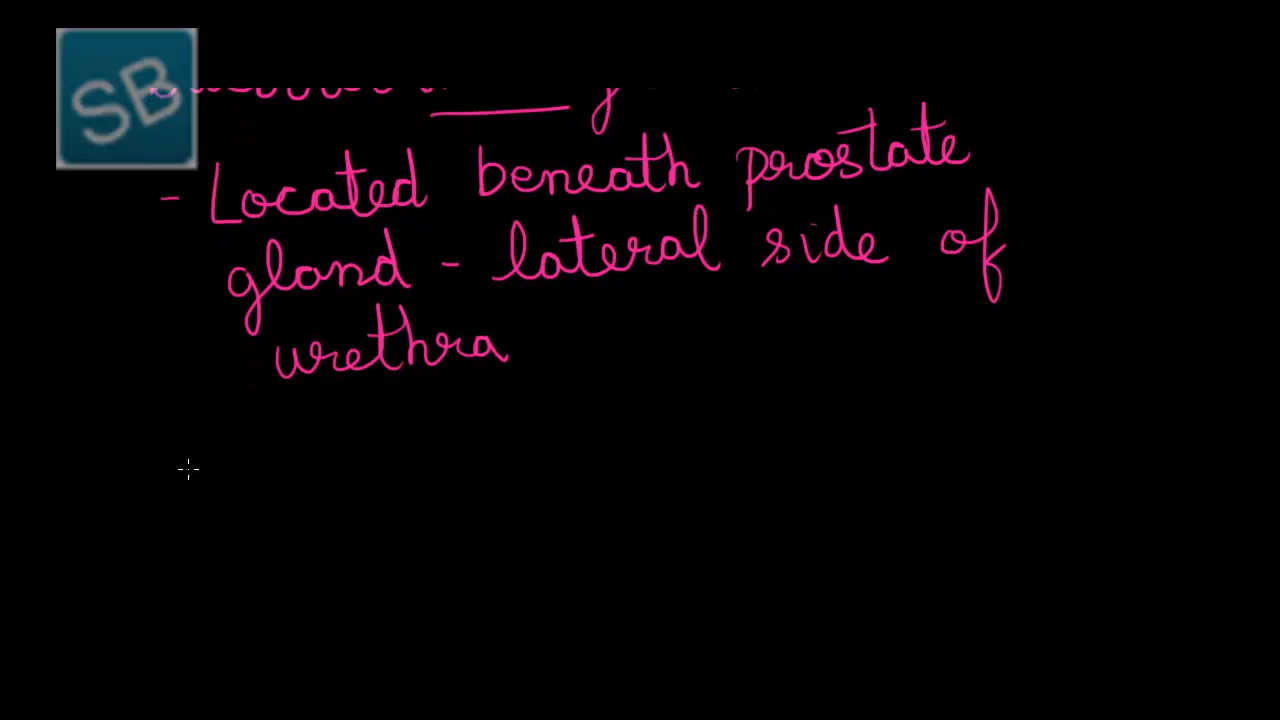 SB
- Located beneath prostate
gland - lateral side of
urethra